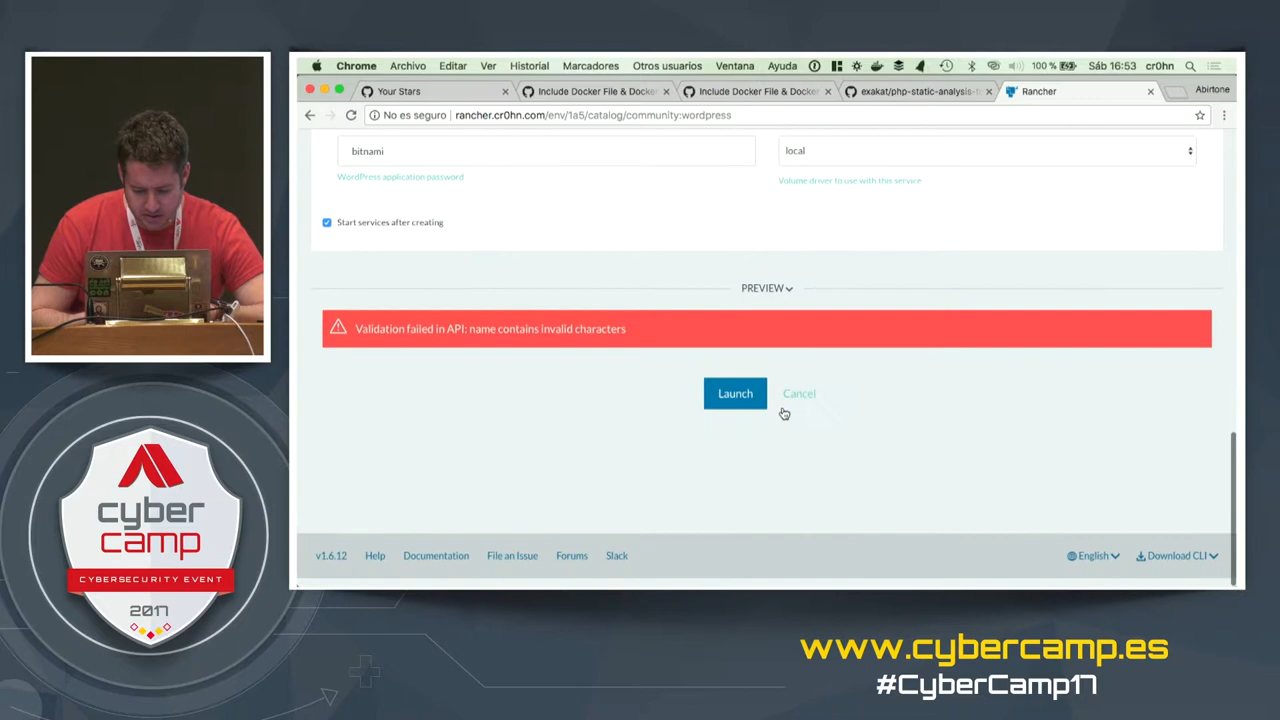 Chrome Archivo Editar Ver Historial Marcadores Otros usuarios Ventana Ayuda 100 % Sáb 16:53 cr0hn
Your Stars Include Docker File & Docke Include Docker File & Docke exakat/php-static-analysis-t Rancher Abirtone
No es seguro rancher.cr0hn.com/env/1a5/catalog/community:wordpress
bitnami local
WordPress application password Volume driver to use with this service
Start services after creating
PREVIEW
Validation failed in API: name contains invalid characters
Launch Cancel
v1.6.12 Help Documentation File an Issue Forums Slack English Download CLI
cyber
camp
CYBERSECURITY EVENT
2017
www.cybercamp.es
#CyberCamp17